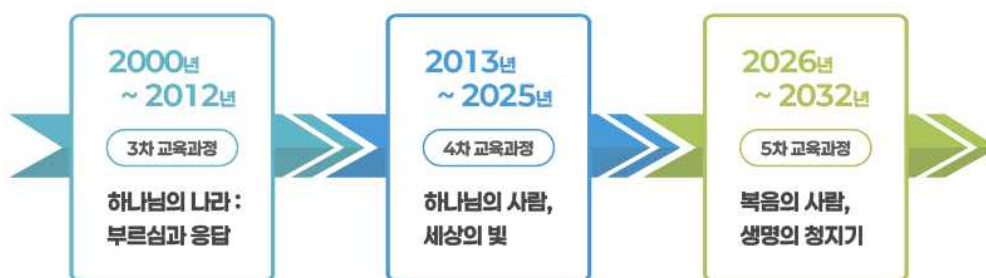 2000년
~ 2012년
3차 교육과정
하나님의 나라 :
부르심과 응답
2013년
~ 2025년
4차 교육과정
하나님의 사람,
세상의 빛
2026년
~ 2032년
5차 교육과정
복음의 사람,
생명의 청지기